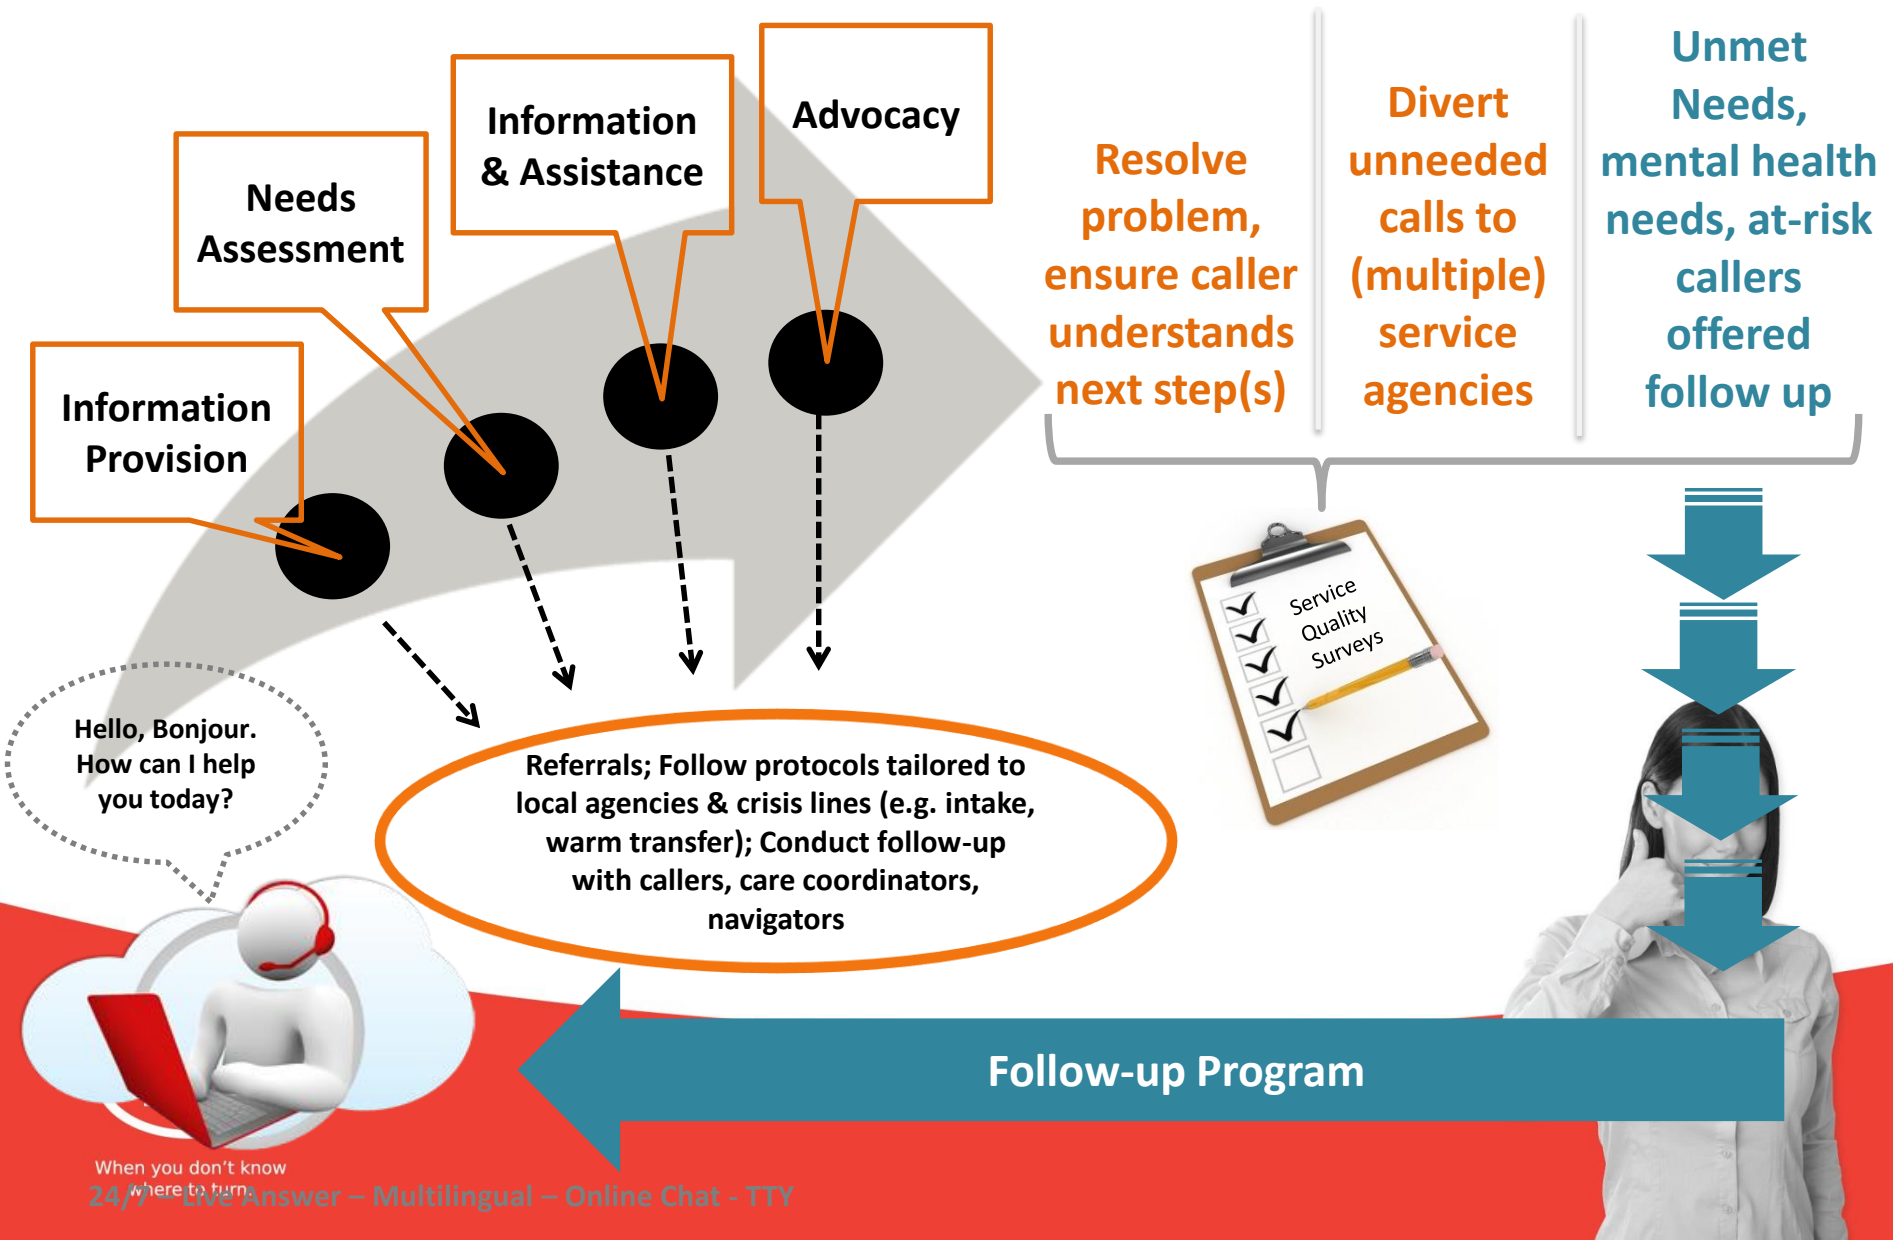 Information
Provision
Needs
Assessment
Information
& Assistance
Advocacy
Resolve
problem,
ensure caller
understands
next step(s)
Divert
unneeded
calls to
(multiple)
service
agencies
Unmet
Needs,
mental health
needs, at-risk
callers
offered
follow up
Service
Quality
Surveys
Hello, Bonjour.
How can I help
you today?
Referrals; Follow protocols tailored to
local agencies & crisis lines (e.g. intake,
warm transfer); Conduct follow-up
with callers, care coordinators,
navigators
Follow-up Program
When you don't know
where to turn.
24/7 – Live Answer – Multilingual – Online Chat - TTY